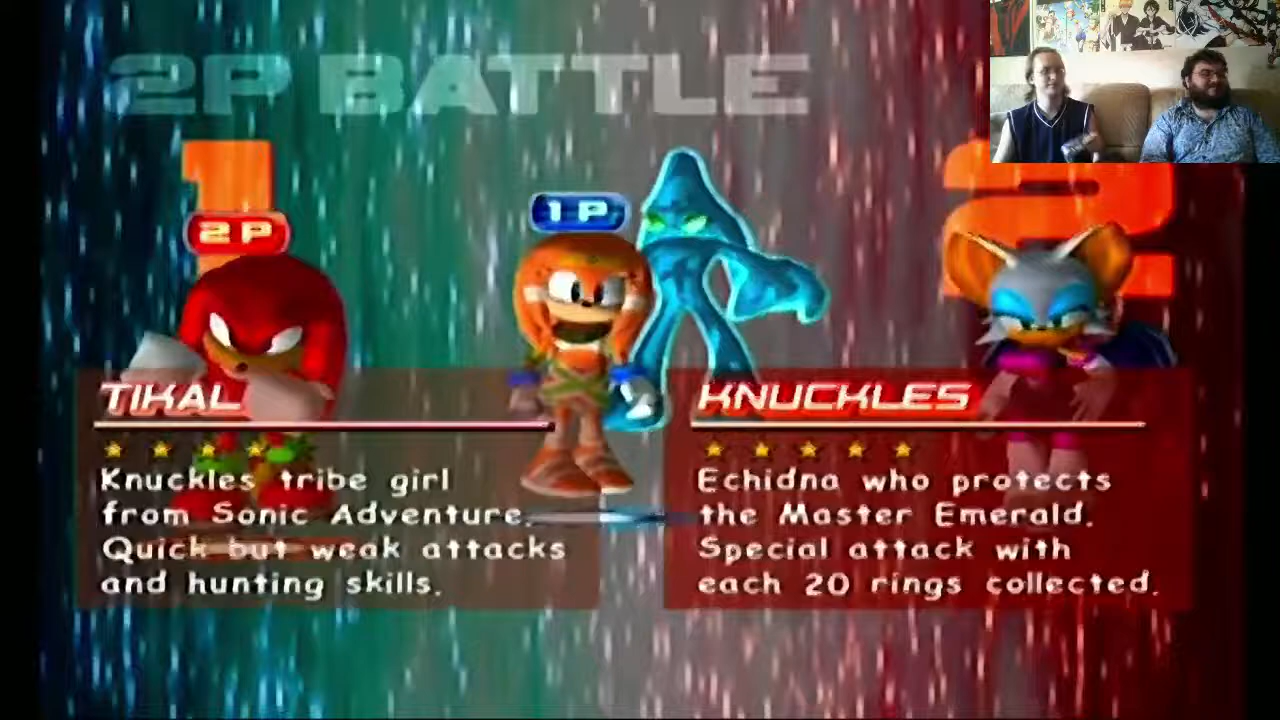 2P BATTLE
1
2
2P
1P
TIKAL
Knuckles tribe girl
from Sonic Adventure.
Quick but weak attacks
and hunting skills.
KNUCKLES
Echidna who protects
the Master Emerald.
Special attack with
each 20 rings collected.